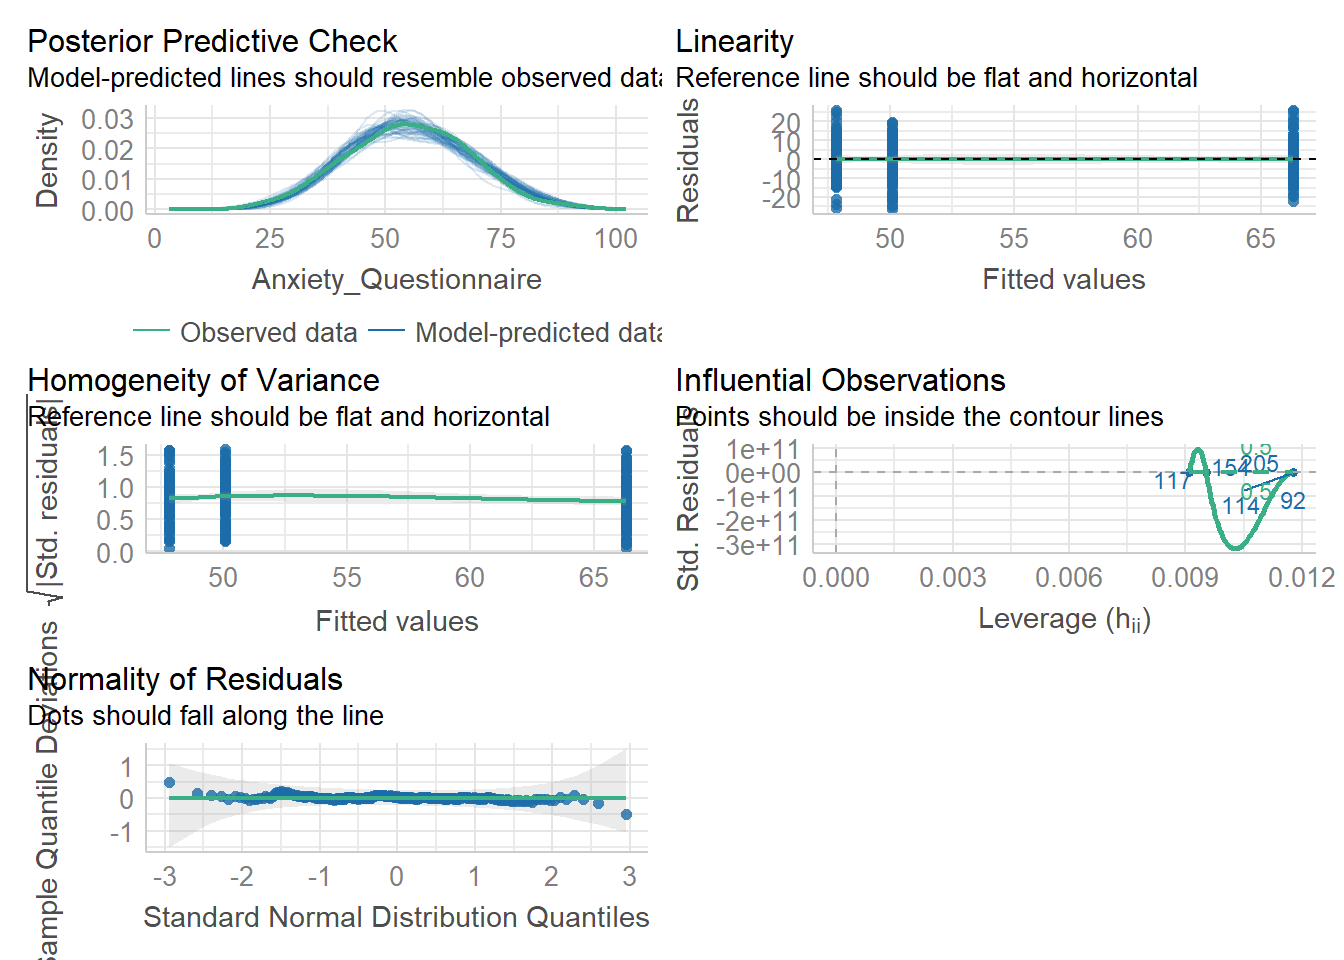 Posterior Predictive Check
Model-predicted lines should resemble observed data
Density
0.03
0.02
0.01
0.00
0 25 50 75 100
Anxiety_Questionnaire
Observed data Model-predicted data
Linearity
Reference line should be flat and horizontal
Residuals
20
10
0
-10
-20
50 55 60 65
Fitted values
Homogeneity of Variance
Reference line should be flat and horizontal
√|Std. residuals|
1.5
1.0
0.5
0.0
50 55 60 65
Fitted values
Influential Observations
Points should be inside the contour lines
Std. Residuals
1e+11
0e+00
-1e+11
-2e+11
-3e+11
0.5
154
205
117
0.5
114
92
0.000 0.003 0.006 0.009 0.012
Leverage (hii)
Normality of Residuals
Dots should fall along the line
Sample Quantile Deviations
1
0
-1
-3 -2 -1 0 1 2 3
Standard Normal Distribution Quantiles